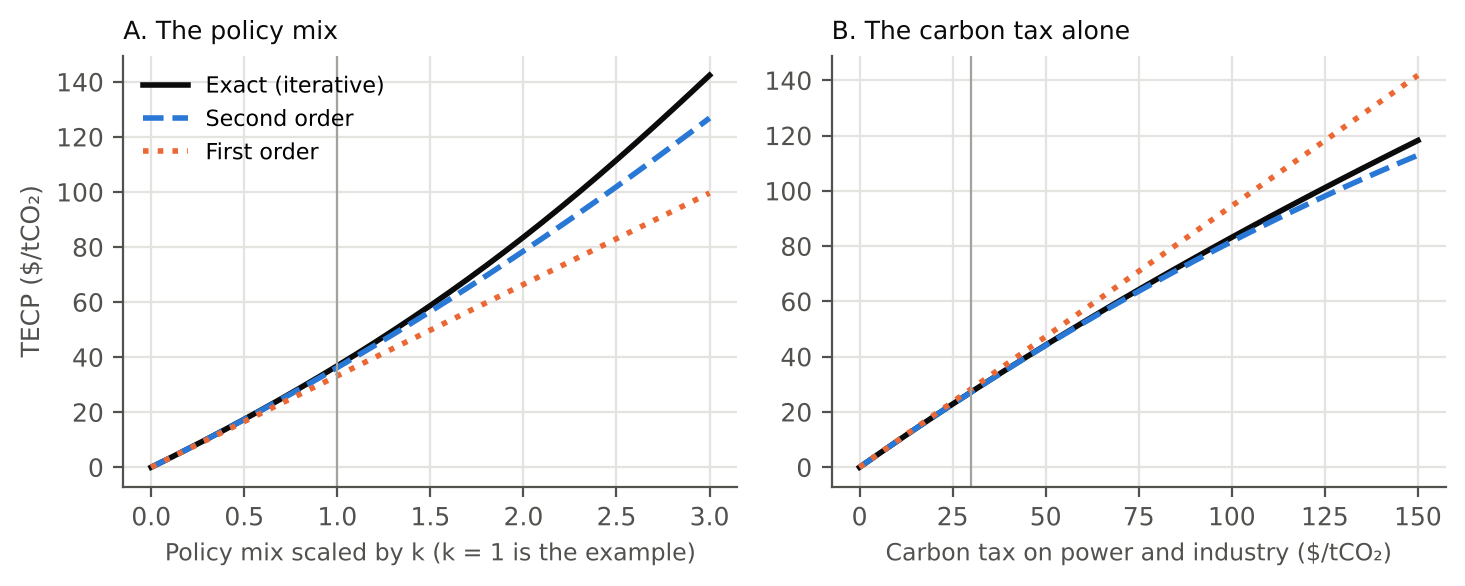 A. The policy mix
Exact (iterative)
Second order
First order
TECP ($/tCO₂)
140
120
100
80
60
40
20
0
0.0 0.5 1.0 1.5 2.0 2.5 3.0
Policy mix scaled by k (k = 1 is the example)
B. The carbon tax alone
140
120
100
80
60
40
20
0
0 25 50 75 100 125 150
Carbon tax on power and industry ($/tCO₂)